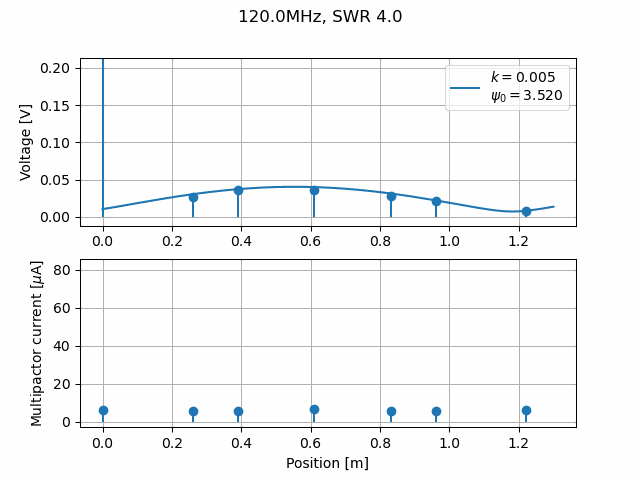 120.0MHz, SWR 4.0
0.20
0.15
0.10
0.05
0.00
Voltage [V]
k = 0.005
ψ₀ = 3.520
0.0 0.2 0.4 0.6 0.8 1.0 1.2
80
60
40
20
0
Multipactor current [μA]
0.0 0.2 0.4 0.6 0.8 1.0 1.2
Position [m]